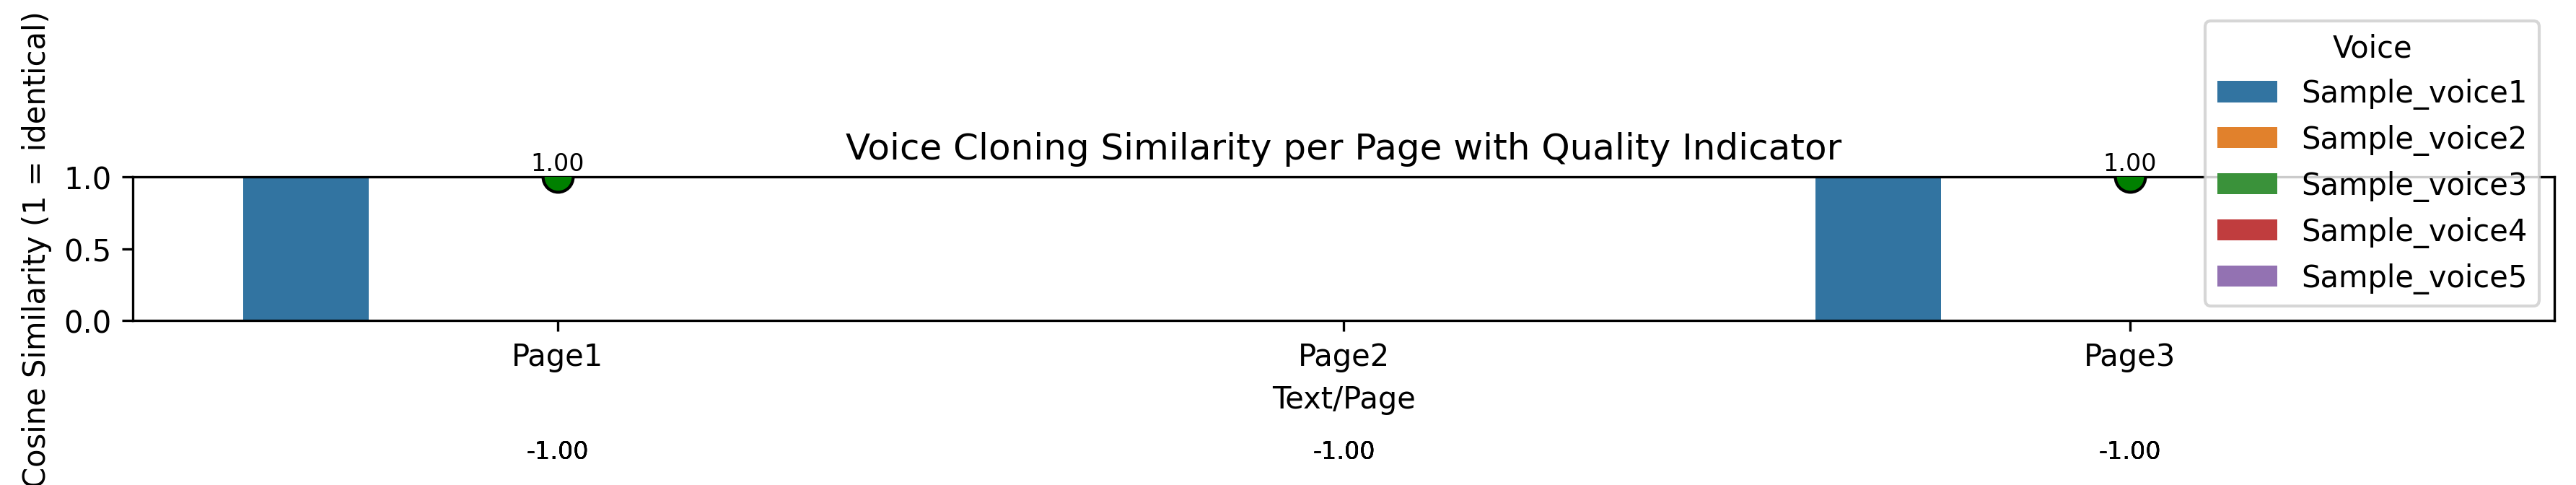 Voice Cloning Similarity per Page with Quality Indicator
Cosine Similarity (1 = identical)
1.0
0.5
0.0
1.00
1.00
Page1
Page2
Page3
Text/Page
-1.00
-1.00
-1.00
Voice
Sample_voice1
Sample_voice2
Sample_voice3
Sample_voice4
Sample_voice5